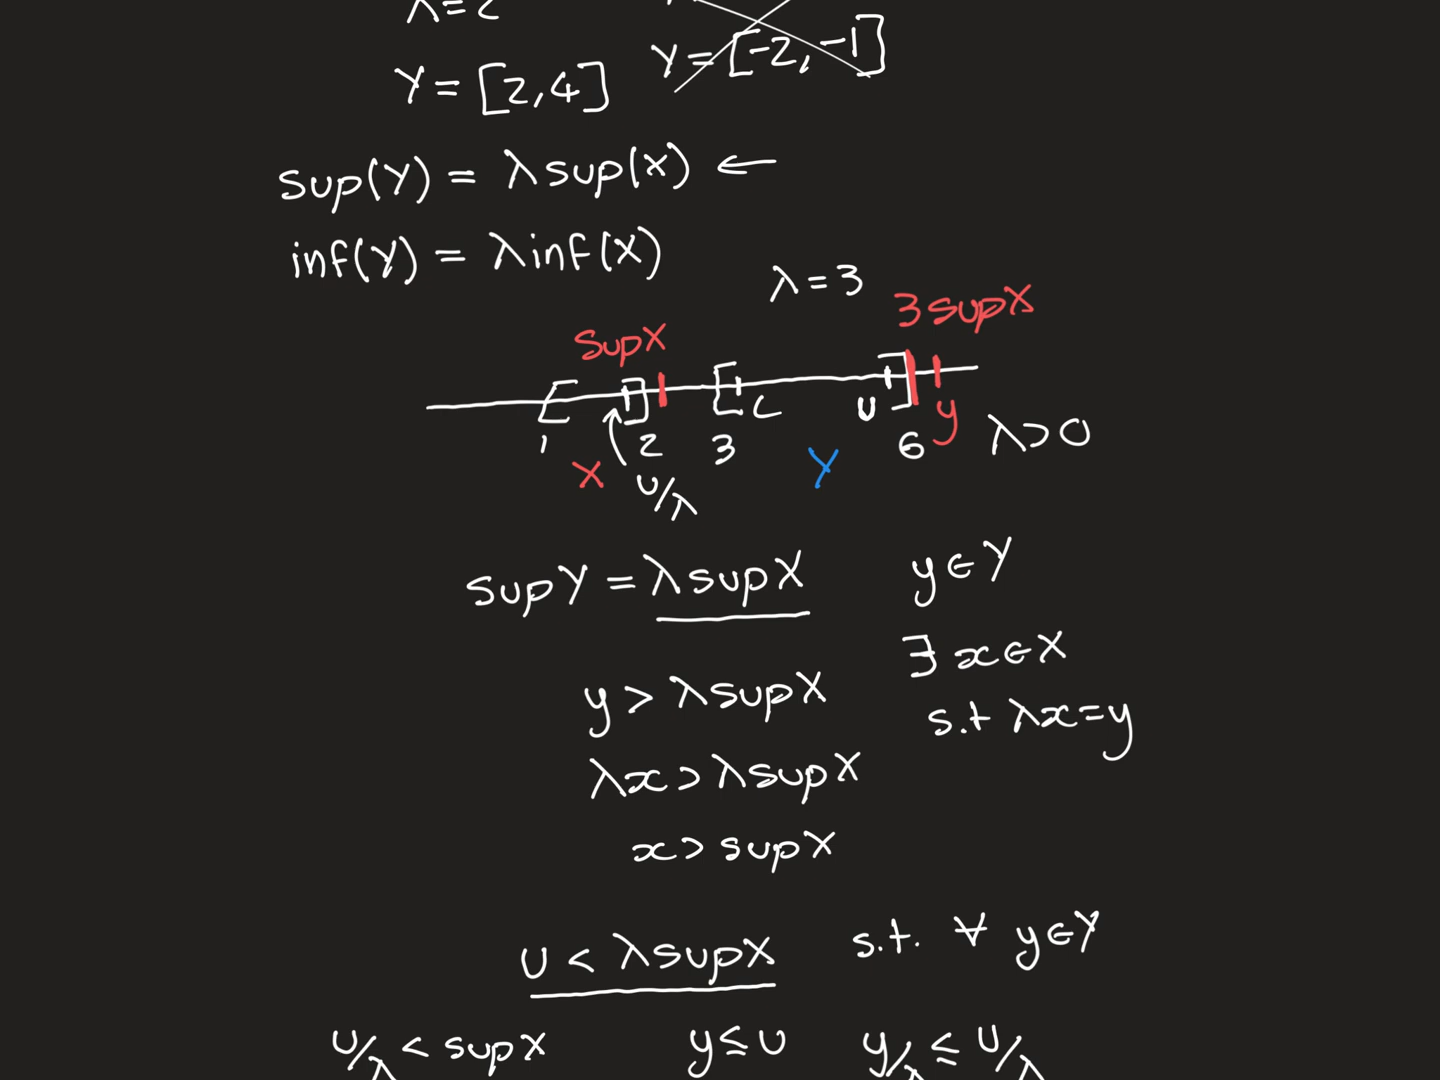 λ=2
Y=[2,4] Y=[-2,-1]
sup(Y) = λsup(X) ←
inf(Y) = λinf(X)
λ=3
supX 3supX
L U y
1 2 3 6 λ>0
X U/λ Y
supY = λsupX y∈Y
∃ x∈X
y > λsupX s.t λx=y
λx > λsupX
x > supX
U < λsupX s.t. ∀ y∈Y
U/λ < supX y≤U y/λ ≤ U/λ